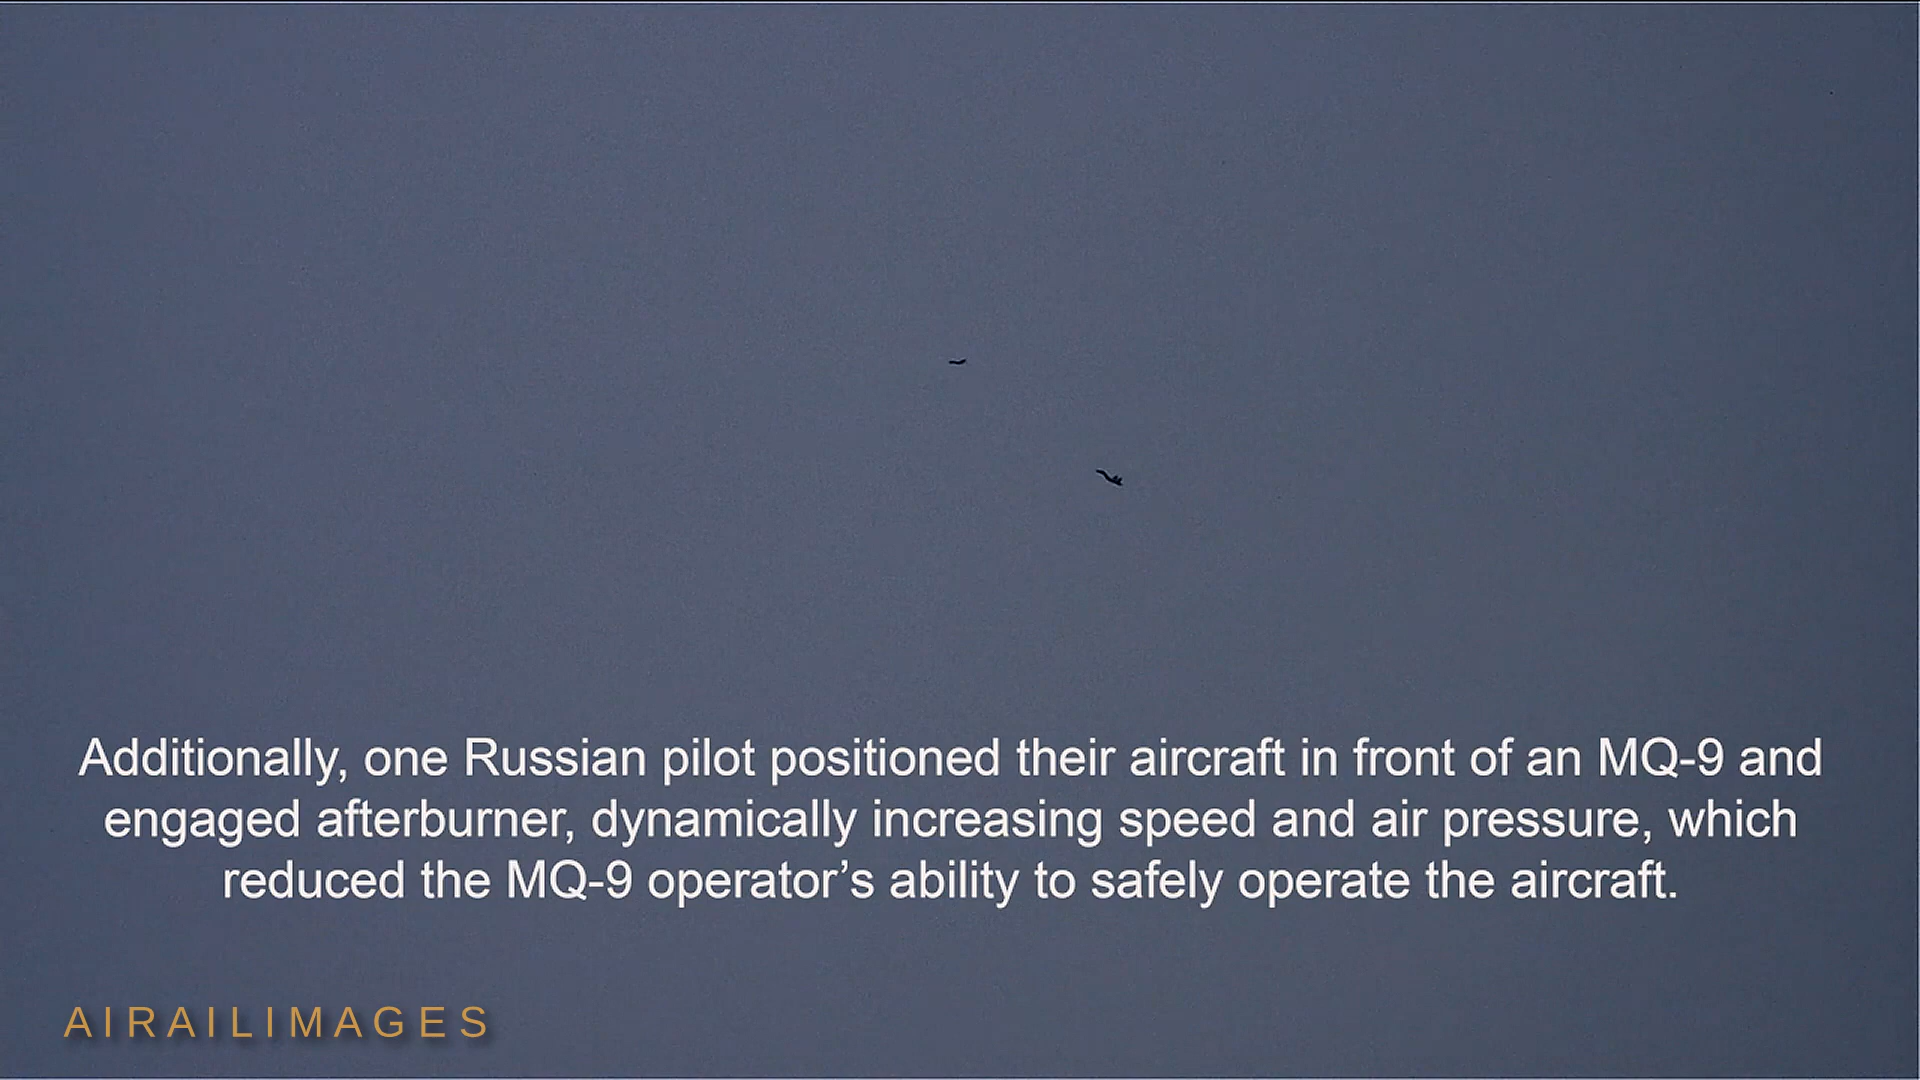 Additionally, one Russian pilot positioned their aircraft in front of an MQ-9 and
engaged afterburner, dynamically increasing speed and air pressure, which
reduced the MQ-9 operator’s ability to safely operate the aircraft.
AIRAILIMAGES